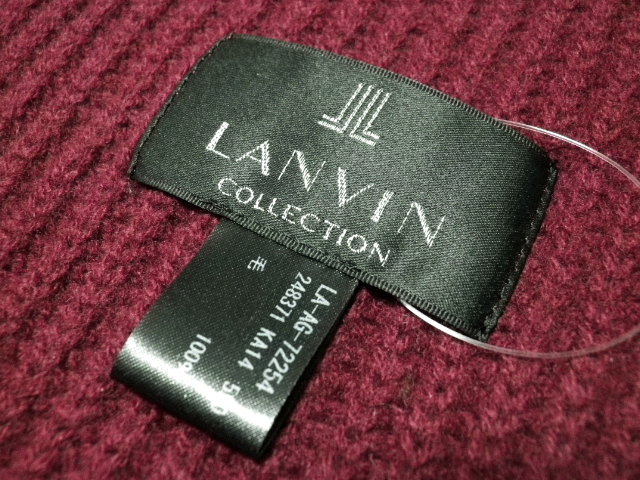 LANVIN
COLLECTION
LA-AG-72254
248371 KA14
毛